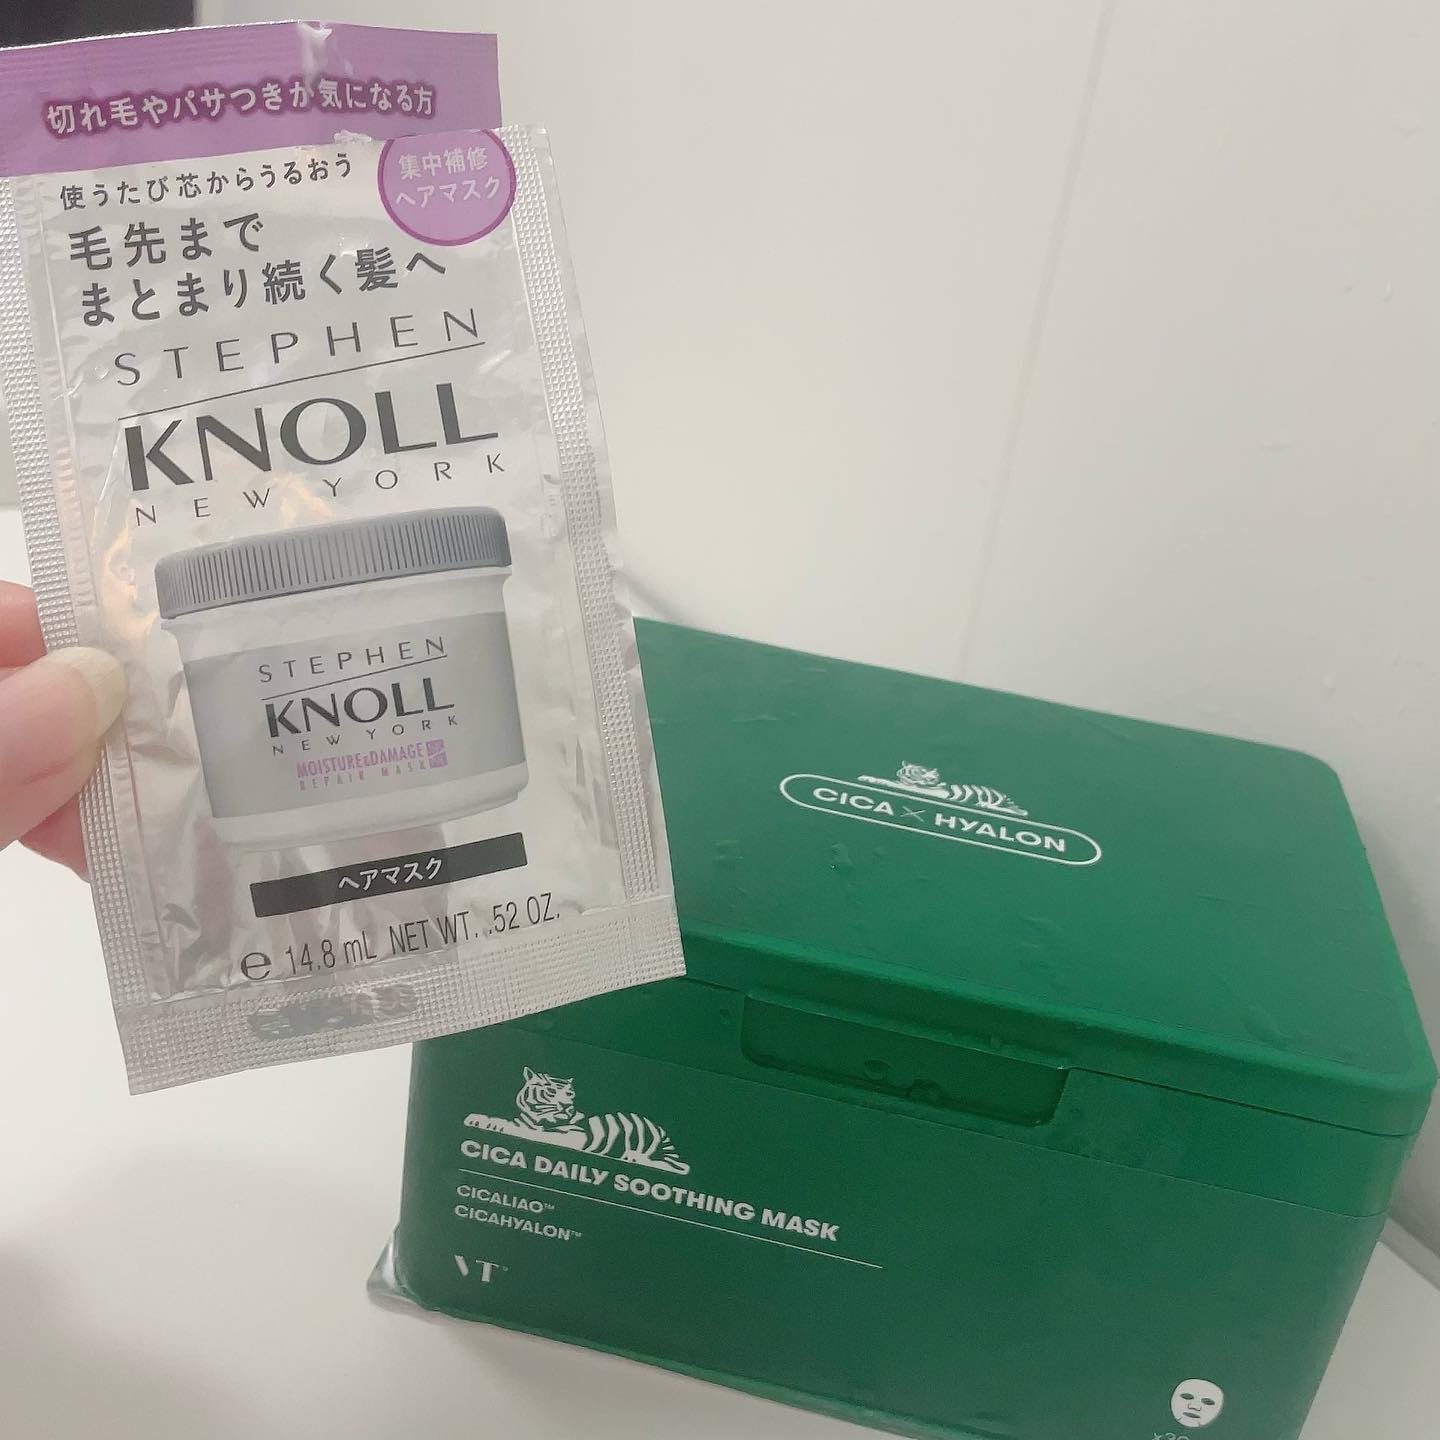 切れ毛やパサつきが気になる方
集中補修
ヘアマスク
使うたび芯からうるおう
毛先まで
まとまり続く髪へ
STEPHEN
KNOLL
NEW YORK
STEPHEN
KNOLL
NEW YORK
MOISTURE&DAMAGE
REPAIR MASK
ヘアマスク
e 14.8 mL NET WT. .52 OZ.
CICA × HYALON
CICA DAILY SOOTHING MASK
CICALIAO™
CICAHYALON™
VT